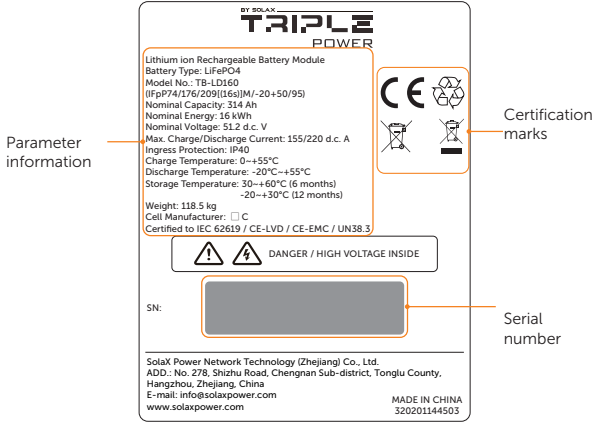 BY SOLAX
TRIPLE
POWER
Lithium ion Rechargeable Battery Module
Battery Type: LiFePO4
Model No.: TB-LD160
(IFpP74/176/209[(16s)]M/-20+50/95)
Nominal Capacity: 314 Ah
Nominal Energy: 16 kWh
Nominal Voltage: 51.2 d.c. V
Max. Charge/Discharge Current: 155/220 d.c. A
Ingress Protection: IP40
Charge Temperature: 0~+55°C
Discharge Temperature: -20°C~+55°C
Storage Temperature: 30~+60°C (6 months)
-20~+30°C (12 months)
Weight: 118.5 kg
Cell Manufacturer: □ C
Certified to IEC 62619 / CE-LVD / CE-EMC / UN38.3
Parameter
information
CE
Certification
marks
DANGER / HIGH VOLTAGE INSIDE
SN:
Serial
number
SolaX Power Network Technology (Zhejiang) Co., Ltd.
ADD.: No. 278, Shizhu Road, Chengnan Sub-district, Tonglu County,
Hangzhou, Zhejiang, China
E-mail: info@solaxpower.com
www.solaxpower.com
MADE IN CHINA
320201144503